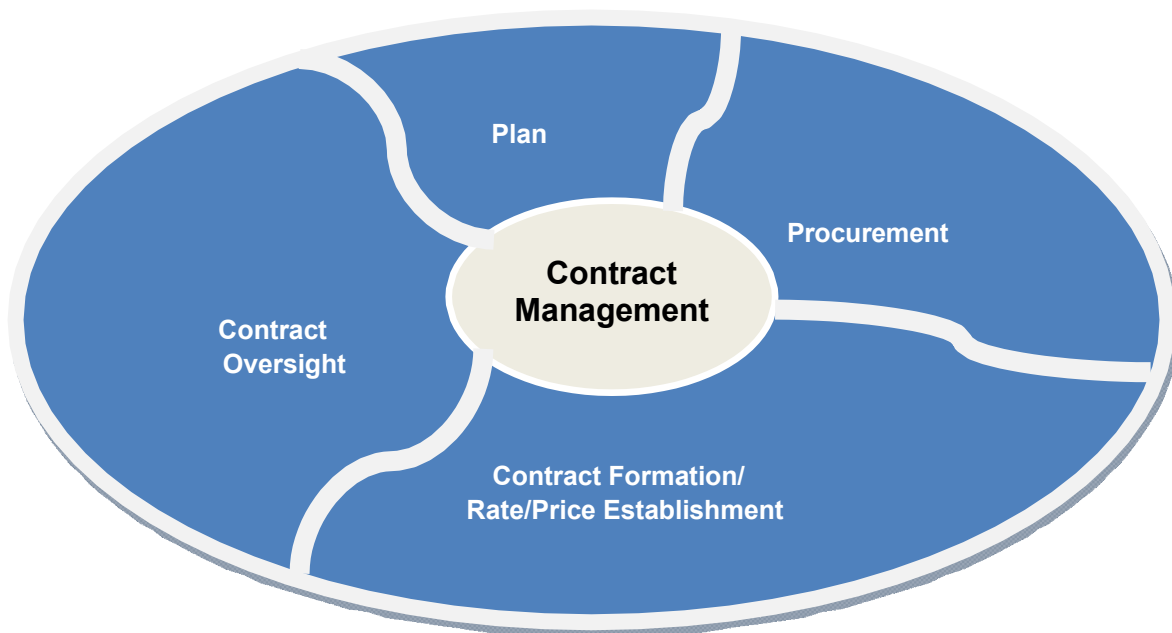 Plan
Procurement
Contract
Management
Contract
Oversight
Contract Formation/
Rate/Price Establishment